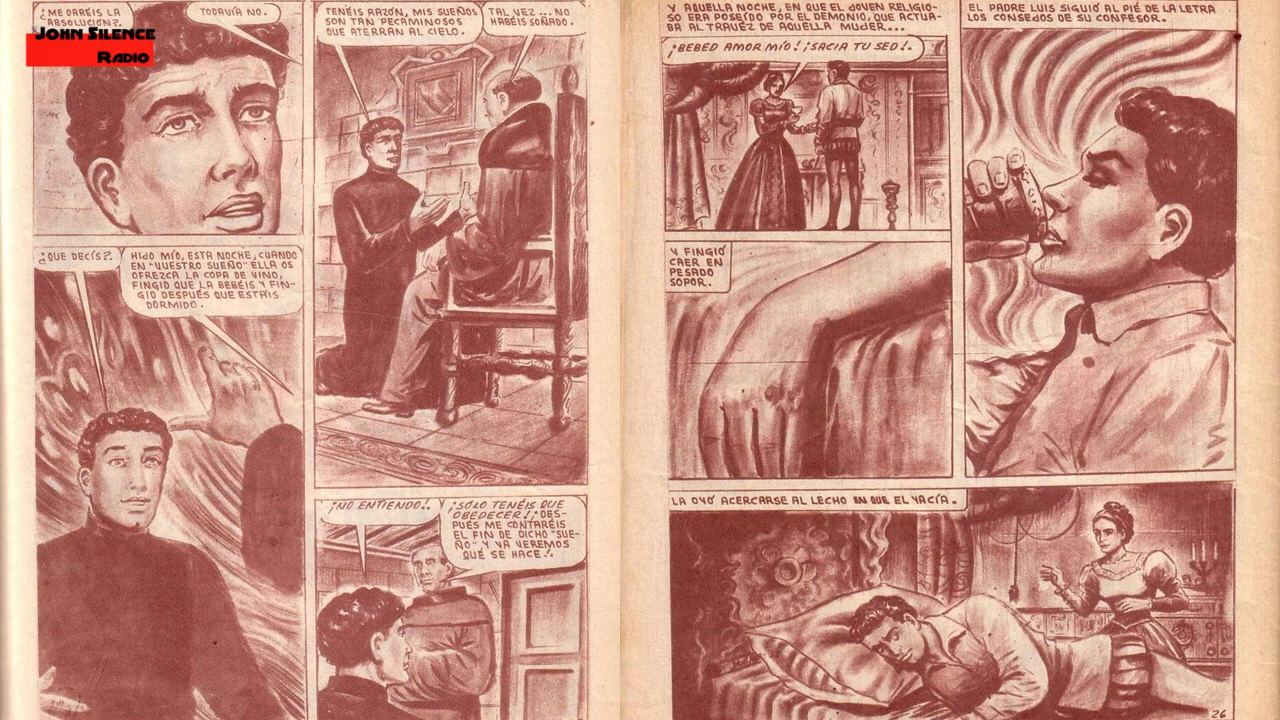 JOHN SILENCE
RADIO
¿ME DARÉIS LA
ABSOLUCIÓN?.
TODAVÍA NO.
TENÉIS RAZÓN, MIS SUEÑOS
SON TAN PECAMINOSOS
QUE ATERRAN AL CIELO.
TAL VEZ... NO
HABÉIS SOÑADO.
¿QUE DECÍS?.
HIJO MÍO, ESTA NOCHE, CUANDO
EN "VUESTRO SUEÑO" ELLA OS
OFREZCA LA COPA DE VINO
FINGID QUE LA BEBÉIS Y FIN-
GID DESPUÉS QUE ESTÁIS
DORMIDO.
¡NO ENTIENDO!.
¡SOLO TENÉIS QUE
OBEDECER!; DES-
PUÉS ME CONTARÉIS
EL FIN DE DICHO "SUE-
ÑO" Y YA VEREMOS
QUÉ SE HACE!.
Y AQUELLA NOCHE, EN QUE EL JOVEN RELIGIO-
SO ERA POSEÍDO POR EL DEMONIO, QUE ACTUA-
BA AL TRAVÉZ DE AQUELLA MUJER...
¡BEBED AMOR MÍO! ¡SACIA TU SED!.
EL PADRE LUIS SIGUIÓ AL PIÉ DE LA LETRA
LOS CONSEJOS DE SU CONFESOR.
Y FINGIÓ
CAER EN
PESADO
SOPOR.
LA OYÓ ACERCARSE AL LECHO EN QUE EL YACÍA.
26